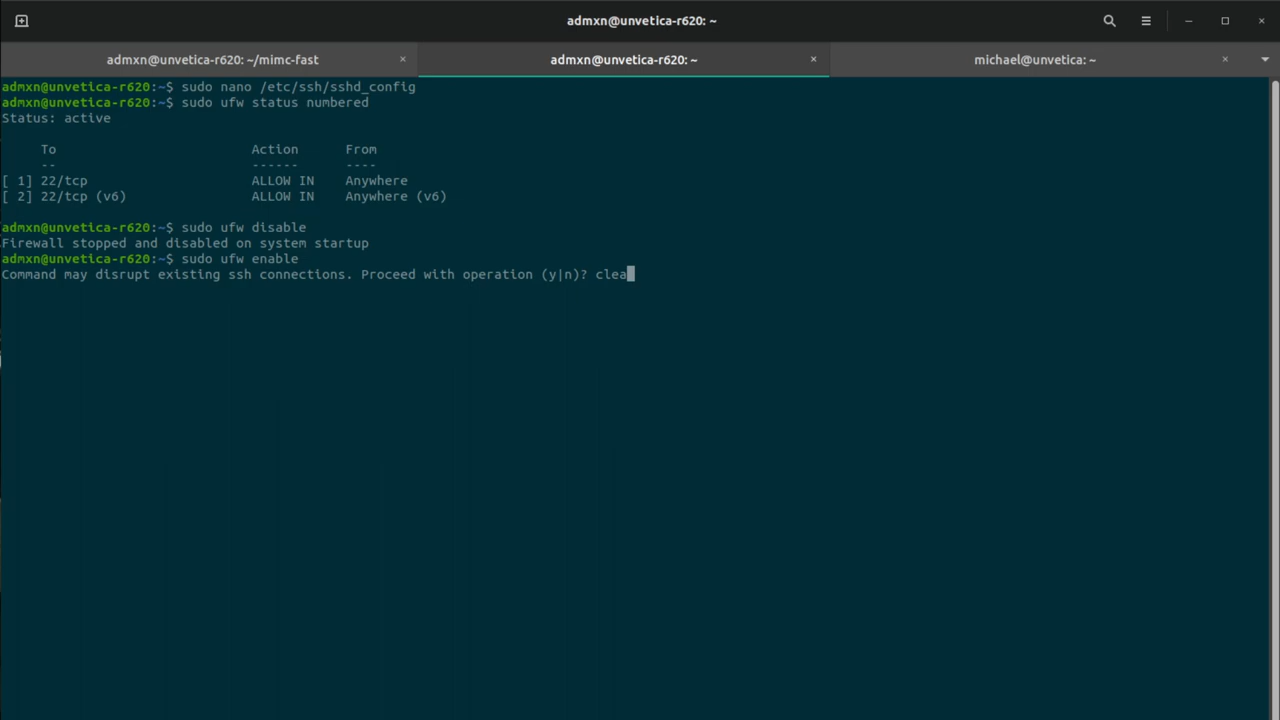 admxn@unvetica-r620: ~
admxn@unvetica-r620: ~/mimc-fast × admxn@unvetica-r620: ~ × michael@unvetica: ~ ×
admxn@unvetica-r620:~$ sudo nano /etc/ssh/sshd_config
admxn@unvetica-r620:~$ sudo ufw status numbered
Status: active
     To                         Action      From
     --                         ------      ----
[ 1] 22/tcp                     ALLOW IN    Anywhere
[ 2] 22/tcp (v6)                ALLOW IN    Anywhere (v6)
admxn@unvetica-r620:~$ sudo ufw disable
Firewall stopped and disabled on system startup
admxn@unvetica-r620:~$ sudo ufw enable
Command may disrupt existing ssh connections. Proceed with operation (y|n)? clea